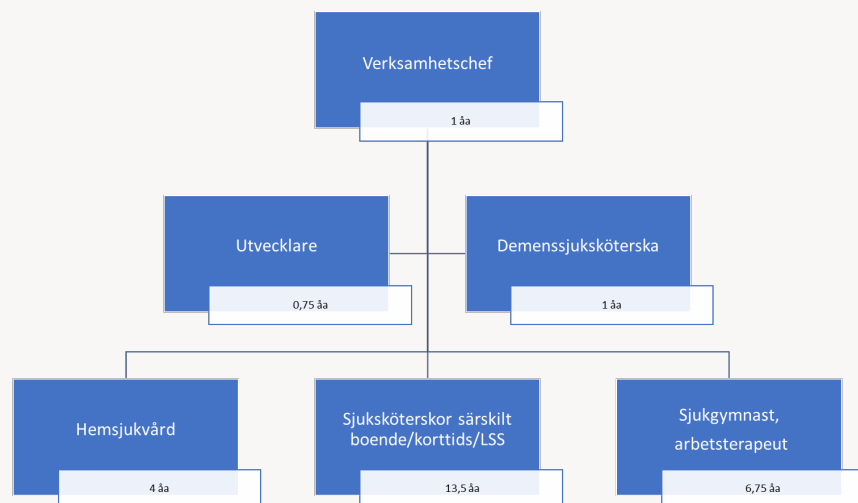 Verksamhetschef
1 åa
Utvecklare
0,75 åa
Demenssjuksköterska
1 åa
Hemsjukvård
4 åa
Sjuksköterskor särskilt
boende/korttids/LSS
13,5 åa
Sjukgymnast,
arbetsterapeut
6,75 åa